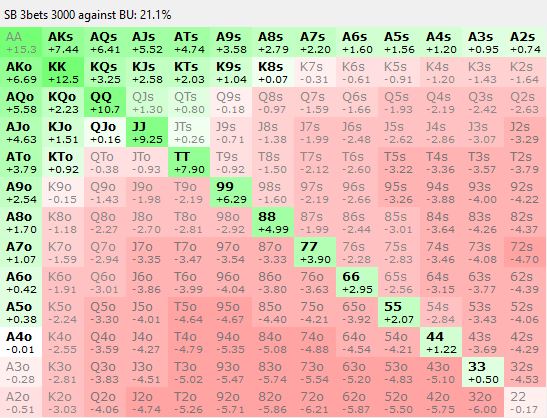 SB 3bets 3000 against BU: 21.1%
AA AKs AQs AJs ATs A9s A8s A7s A6s A5s A4s A3s A2s
+15.3 +7.44 +6.41 +5.52 +4.74 +3.58 +2.79 +2.20 +1.60 +1.56 +1.20 +0.95 +0.74
AKo KK KQs KJs KTs K9s K8s K7s K6s K5s K4s K3s K2s
+6.69 +12.5 +3.25 +2.58 +2.03 +1.04 +0.07 -0.31 -0.61 -0.91 -1.20 -1.43 -1.64
AQo KQo QQ QJs QTs Q9s Q8s Q7s Q6s Q5s Q4s Q3s Q2s
+5.58 +2.23 +10.7 +1.30 +0.80 -0.18 -0.97 -1.59 -1.66 -1.93 -2.19 -2.42 -2.63
AJo KJo QJo JJ JTs J9s J8s J7s J6s J5s J4s J3s J2s
+4.63 +1.51 +0.16 +9.25 +0.26 -0.71 -1.38 -1.99 -2.48 -2.62 -2.86 -3.07 -3.29
ATo KTo QTo JTo TT T9s T8s T7s T6s T5s T4s T3s T2s
+3.79 +0.92 -0.38 -0.93 +7.90 -0.92 -1.50 -2.12 -2.60 -3.22 -3.36 -3.57 -3.79
A9o K9o Q9o J9o T9o 99 98s 97s 96s 95s 94s 93s 92s
+2.54 -0.15 -1.43 -1.98 -2.19 +6.29 -1.60 -2.19 -2.66 -3.26 -3.88 -4.00 -4.22
A8o K8o Q8o J8o T8o 98o 88 87s 86s 85s 84s 83s 82s
+1.70 -1.18 -2.27 -2.70 -2.81 -2.92 +4.99 -1.99 -2.44 -3.01 -3.64 -4.26 -4.37
A7o K7o Q7o J7o T7o 97o 87o 77 76s 75s 74s 73s 72s
+1.07 -1.59 -2.94 -3.35 -3.47 -3.54 -3.33 +3.90 -2.28 -2.83 -3.46 -4.08 -4.70
A6o K6o Q6o J6o T6o 96o 86o 76o 66 65s 64s 63s 62s
+0.42 -1.91 -3.01 -3.86 -3.99 -4.04 -3.80 -3.60 +2.95 -2.56 -3.15 -3.77 -4.39
A5o K5o Q5o J5o T5o 95o 85o 75o 65o 55 54s 53s 52s
+0.38 -2.24 -3.30 -4.01 -4.64 -4.67 -4.40 -4.21 -3.92 +2.07 -2.84 -3.43 -4.06
A4o K4o Q4o J4o T4o 94o 84o 74o 64o 54o 44 43s 42s
-0.01 -2.55 -3.59 -4.27 -4.79 -5.35 -5.08 -4.88 -4.54 -4.21 +1.22 -3.69 -4.29
A3o K3o Q3o J3o T3o 93o 83o 73o 63o 53o 43o 33 32s
-0.28 -2.81 -3.83 -4.51 -5.02 -5.47 -5.74 -5.54 -5.20 -4.83 -5.10 +0.50 -4.53
A2o K2o Q2o J2o T2o 92o 82o 72o 62o 52o 42o 32o 22
-0.51 -3.03 -4.06 -4.74 -5.26 -5.71 -5.86 -6.21 -5.87 -5.50 -5.75 -6.00 -0.17